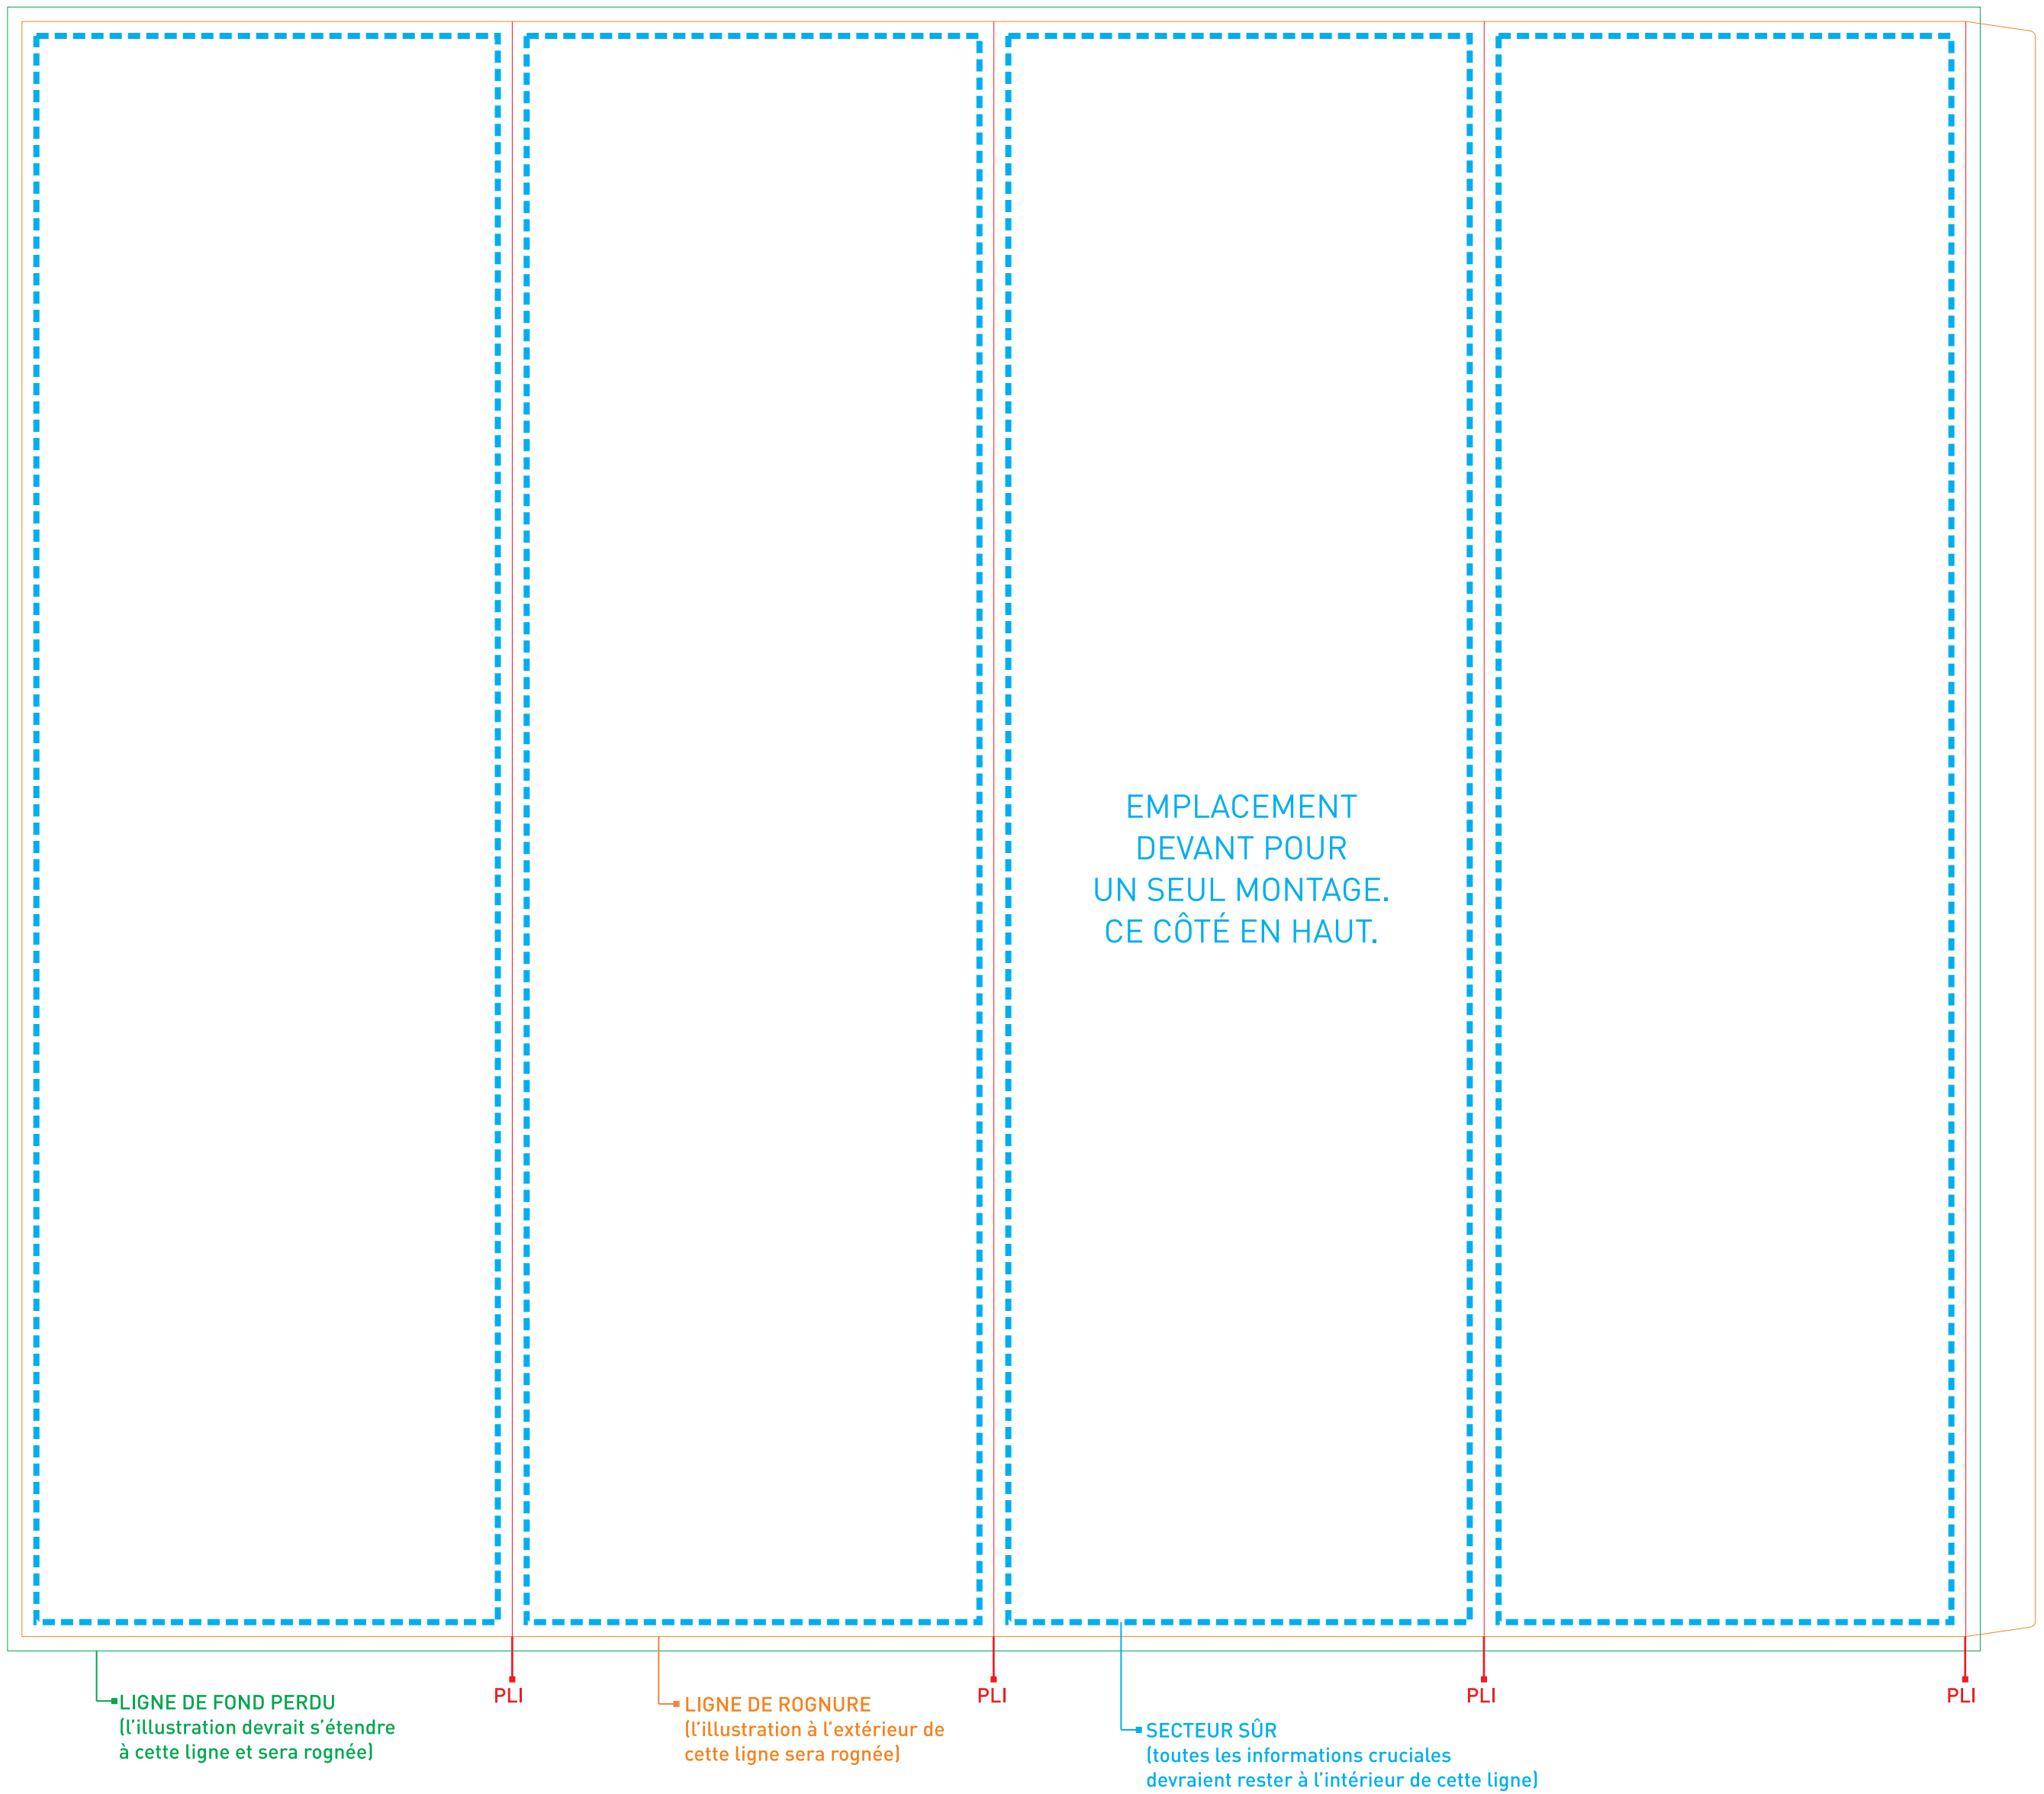 EMPLACEMENT
DEVANT POUR
UN SEUL MONTAGE.
CE CÔTÉ EN HAUT.
LIGNE DE FOND PERDU
(l’illustration devrait s’étendre
à cette ligne et sera rognée)
PLI
LIGNE DE ROGNURE
(l’illustration à l’extérieur de
cette ligne sera rognée)
PLI
SECTEUR SÛR
(toutes les informations cruciales
devraient rester à l’intérieur de cette ligne)
PLI
PLI